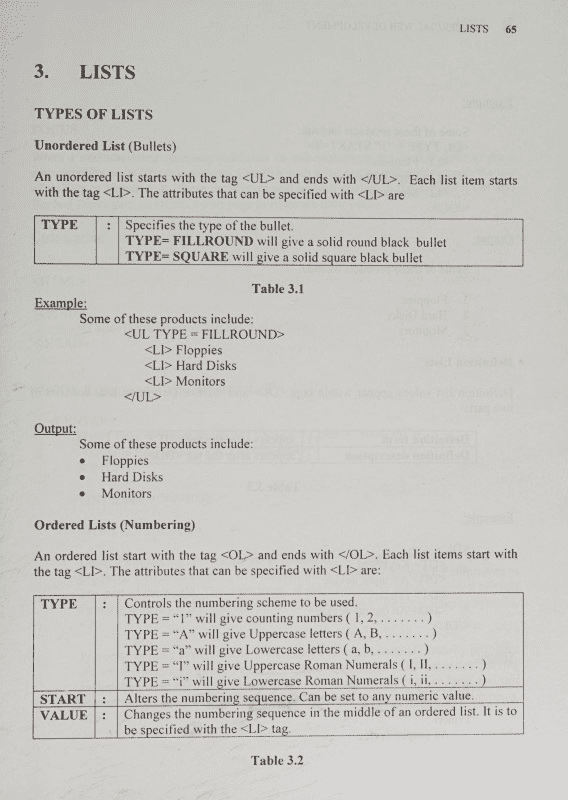 LISTS 65
3. LISTS
TYPES OF LISTS
Unordered List (Bullets)
An unordered list starts with the tag <UL> and ends with </UL>. Each list item starts
with the tag <LI>. The attributes that can be specified with <LI> are
TYPE : Specifies the type of the bullet.
TYPE= FILLROUND will give a solid round black bullet
TYPE= SQUARE will give a solid square black bullet
Table 3.1
Example:
Some of these products include:
<UL TYPE = FILLROUND>
<LI> Floppies
<LI> Hard Disks
<LI> Monitors
</UL>
Output:
Some of these products include:
• Floppies
• Hard Disks
• Monitors
Ordered Lists (Numbering)
An ordered list start with the tag <OL> and ends with </OL>. Each list items start with
the tag <LI>. The attributes that can be specified with <LI> are:
TYPE : Controls the numbering scheme to be used.
TYPE = “1” will give counting numbers ( 1, 2, . . . . . . . )
TYPE = “A” will give Uppercase letters ( A, B, . . . . . . . )
TYPE = “a” will give Lowercase letters ( a, b, . . . . . . . )
TYPE = “I” will give Uppercase Roman Numerals ( I, II, . . . . . . . )
TYPE = “i” will give Lowercase Roman Numerals ( i, ii, . . . . . . . )
START : Alters the numbering sequence. Can be set to any numeric value.
VALUE : Changes the numbering sequence in the middle of an ordered list. It is to
be specified with the <LI> tag.
Table 3.2